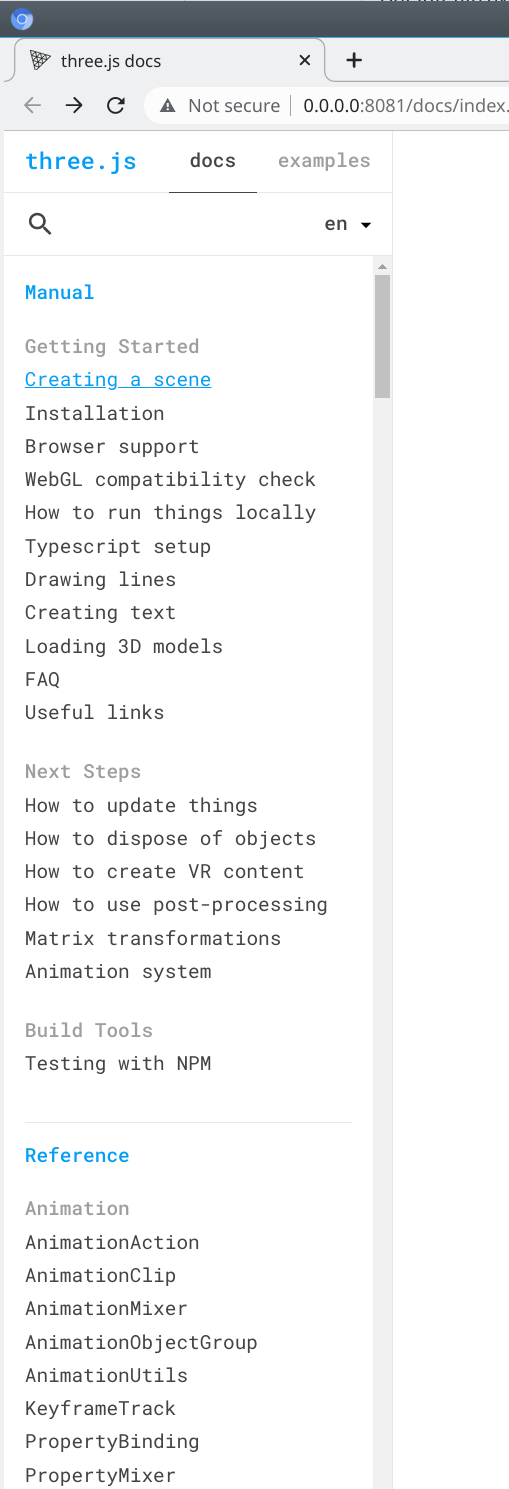 three.js docs
Not secure 0.0.0.0:8081/docs/index.
three.js docs examples
en
Manual
Getting Started
Creating a scene
Installation
Browser support
WebGL compatibility check
How to run things locally
Typescript setup
Drawing lines
Creating text
Loading 3D models
FAQ
Useful links
Next Steps
How to update things
How to dispose of objects
How to create VR content
How to use post-processing
Matrix transformations
Animation system
Build Tools
Testing with NPM
Reference
Animation
AnimationAction
AnimationClip
AnimationMixer
AnimationObjectGroup
AnimationUtils
KeyframeTrack
PropertyBinding
PropertyMixer